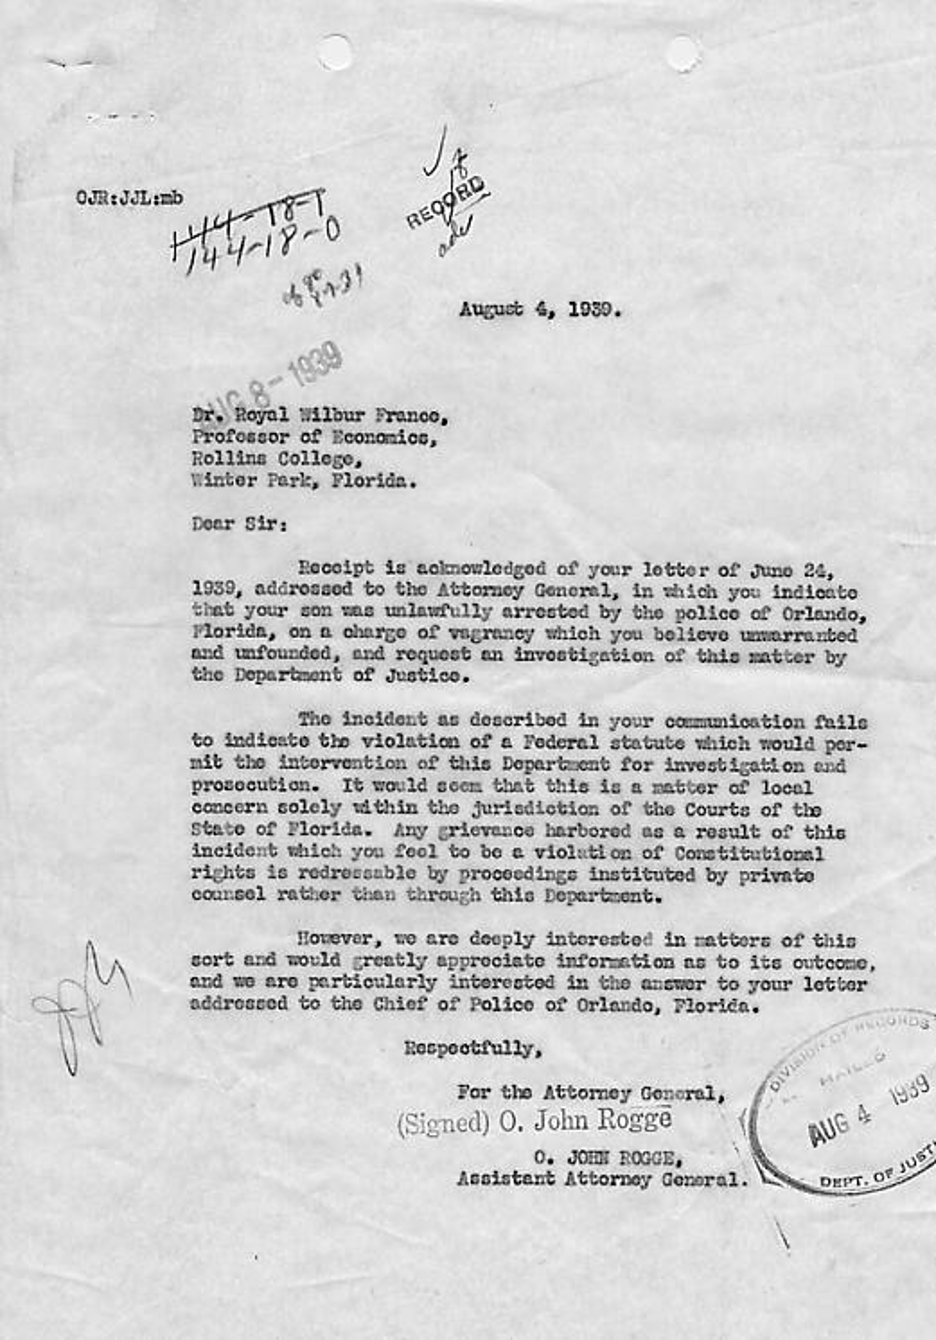 OJR:JJL:mb
144-18-1
144-18-0
RECORD
August 4, 1939.
AUG 8-1939
Dr. Royal Wilbur France,
Professor of Economics,
Rollins College,
Winter Park, Florida.
Dear Sir:
Receipt is acknowledged of your letter of June 24,
1939, addressed to the Attorney General, in which you indicate
that your son was unlawfully arrested by the police of Orlando,
Florida, on a charge of vagrancy which you believe unwarranted
and unfounded, and request an investigation of this matter by
the Department of Justice.
The incident as described in your communication fails
to indicate the violation of a Federal statute which would per-
mit the intervention of this Department for investigation and
prosecution. It would seem that this is a matter of local
concern solely within the jurisdiction of the Courts of the
State of Florida. Any grievance harbored as a result of this
incident which you feel to be a violation of Constitutional
rights is redressable by proceedings instituted by private
counsel rather than through this Department.
However, we are deeply interested in matters of this
sort and would greatly appreciate information as to its outcome,
and we are particularly interested in the answer to your letter
addressed to the Chief of Police of Orlando, Florida.
Respectfully,
For the Attorney General,
(Signed) O. John Rogge
O. JOHN ROGGE,
Assistant Attorney General.
DIVISION OF RECORDS
MAILED
AUG 4 1939
DEPT. OF JUST